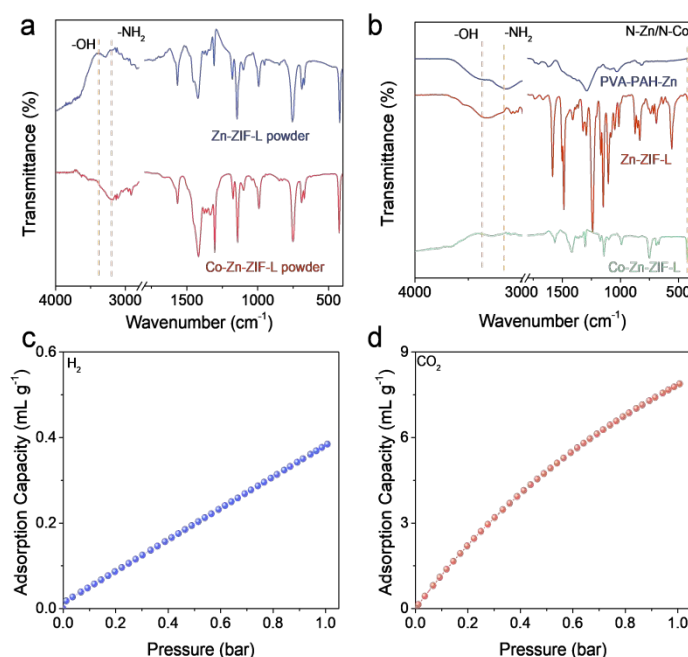 a
-OH
-NH2
Zn-ZIF-L powder
Co-Zn-ZIF-L powder
Transmittance (%)
4000 3000 1500 1000 500
Wavenumber (cm-1)
b
-OH
-NH2
N-Zn/N-Co
PVA-PAH-Zn
Zn-ZIF-L
Co-Zn-ZIF-L
Transmittance (%)
4000 3000 1500 1000 500
Wavenumber (cm-1)
c
H2
Adsorption Capacity (mL g-1)
0.6
0.4
0.2
0.0
0.0 0.2 0.4 0.6 0.8 1.0
Pressure (bar)
d
CO2
Adsorption Capacity (mL g-1)
9
6
3
0
0.0 0.2 0.4 0.6 0.8 1.0
Pressure (bar)